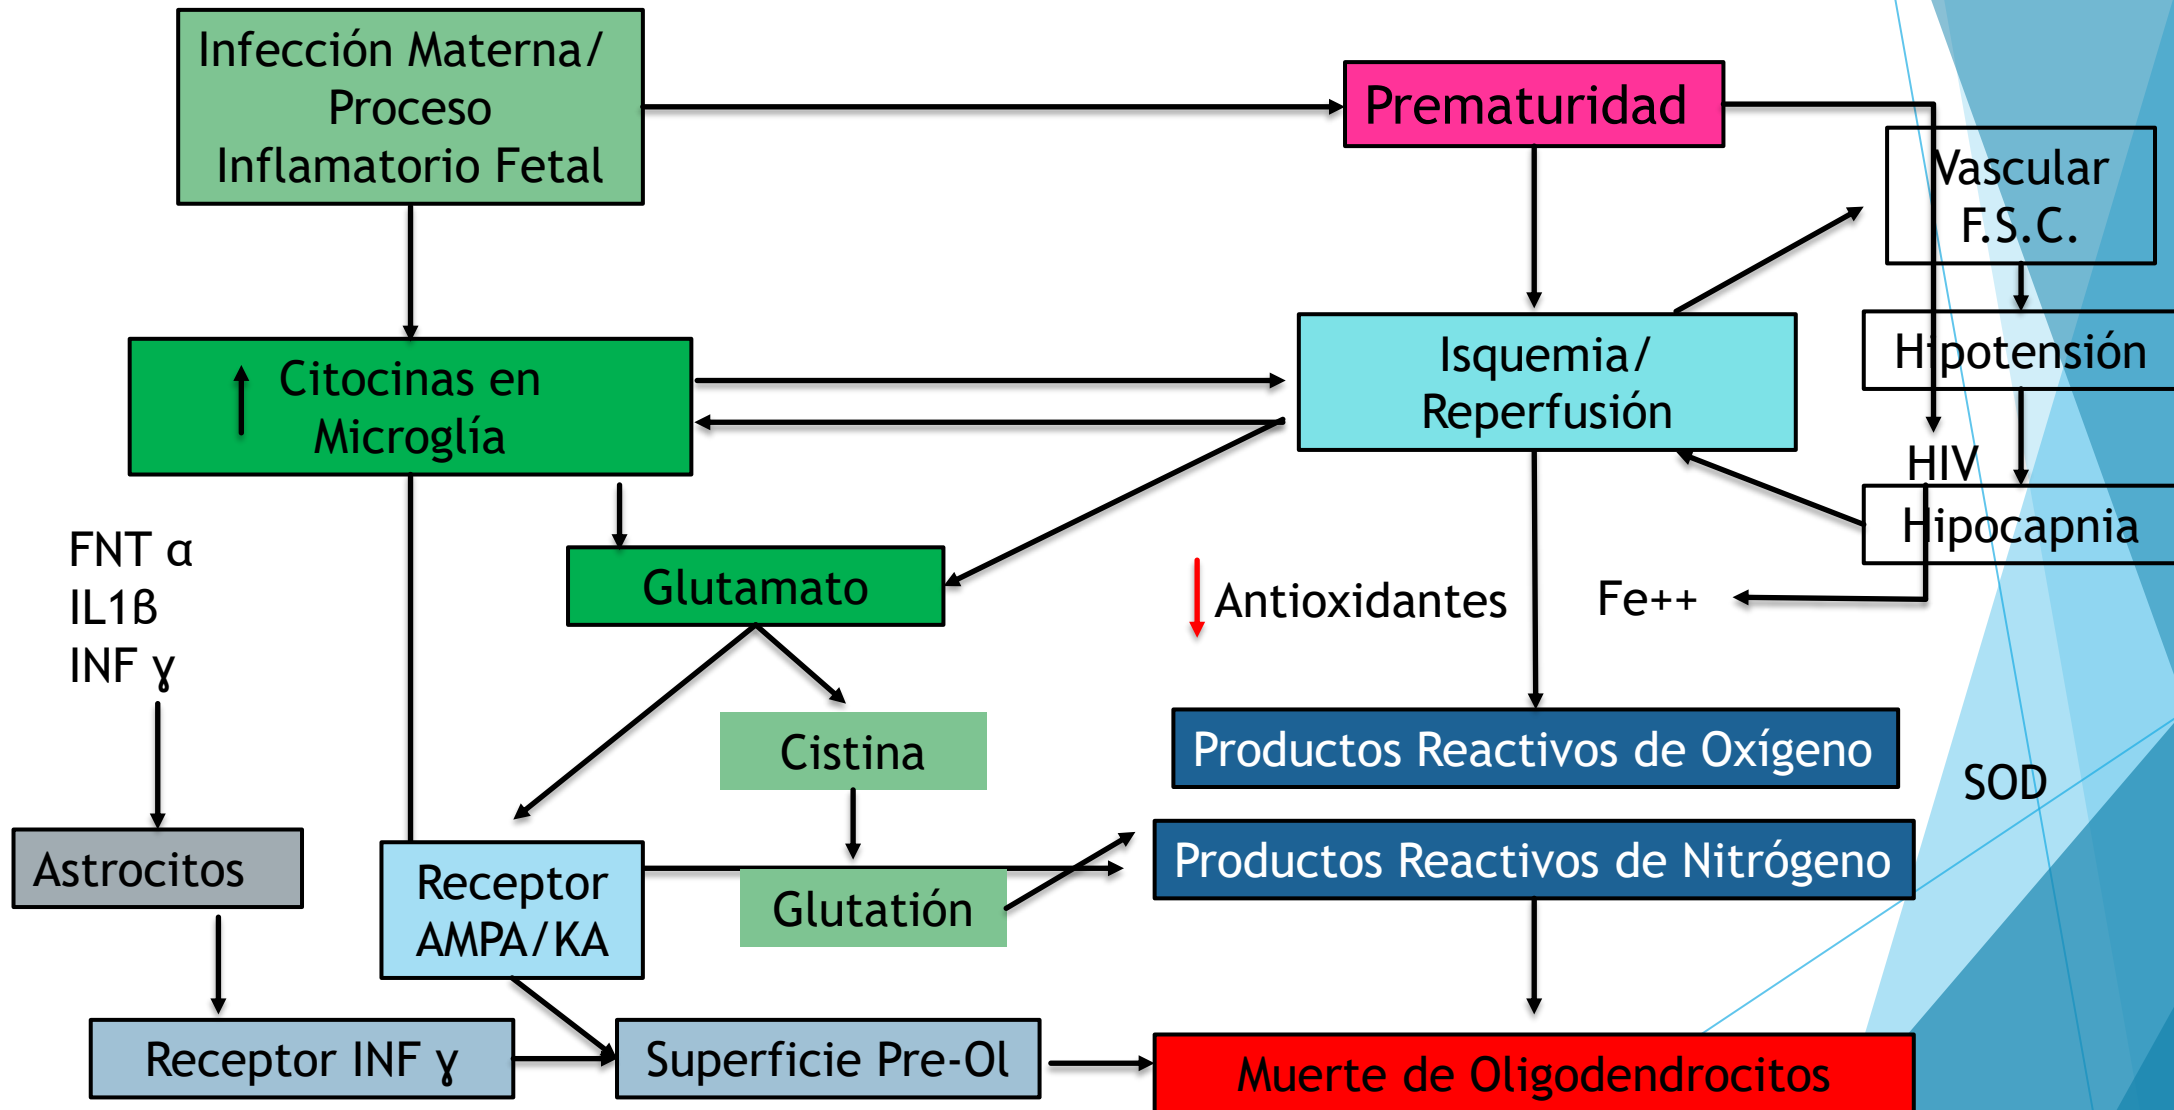 Infección Materna/
Proceso
Inflamatorio Fetal
Prematuridad
Vascular
F.S.C.
Hipotensión
HIV
Hipocapnia
Isquemia/
Reperfusión
Citocinas en
Microglía
FNT α
IL1ß
INF γ
Glutamato
Antioxidantes
Fe++
Cistina
Productos Reactivos de Oxígeno
SOD
Astrocitos
Receptor
AMPA/KA
Glutatión
Productos Reactivos de Nitrógeno
Receptor INF γ
Superficie Pre-Ol
Muerte de Oligodendrocitos